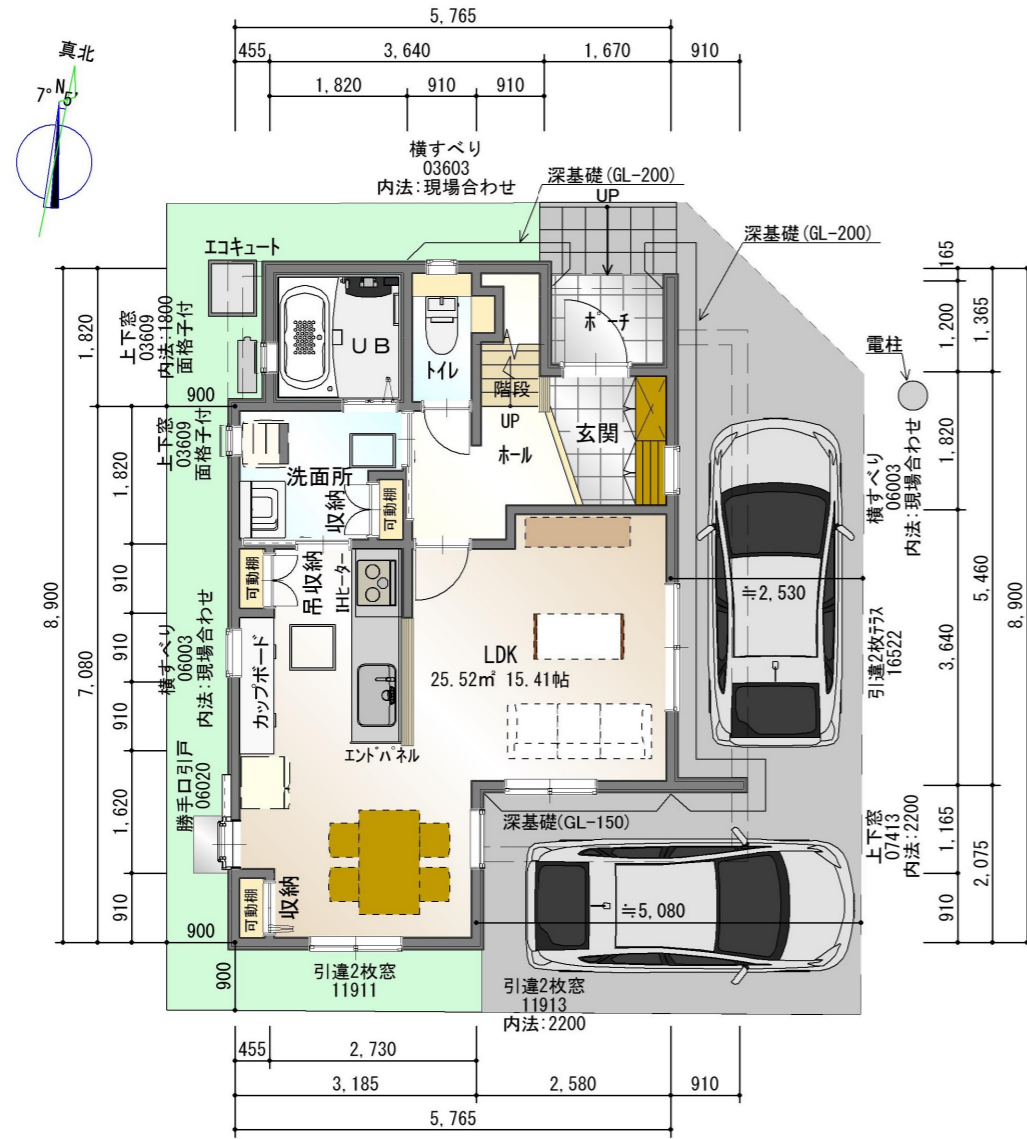 5,765
455
3,640
1,670
910
1,820
910
910
真北
7°
N
5'
横すべり
03603
内法:現場合わせ
深基礎(GL-200)
UP
深基礎(GL-200)
エコキュート
上下窓
03609
内法:1800
面格子付
UB
トイレ
階段
UP
ポーチ
電柱
165
1,200
1,365
1,820
900
上下窓
03609
面格子付
洗面所
収納
可動棚
ホール
玄関
1,820
横すべり
06003
内法:現場合わせ
1,820
8,900
7,080
910
910
910
1,620
910
可動棚
吊収納
IHヒーター
横すべり
06003
内法:現場合わせ
カップボード
LDK
25.52㎡ 15.41帖
≒2,530
引違2枚テラス
16522
3,640
5,460
8,900
エンドパネル
勝手口引戸
06020
深基礎(GL-150)
上下窓
07413
内法:2200
1,165
2,075
910
≒5,080
可動棚
収納
900
900
引違2枚窓
11911
引違2枚窓
11913
内法:2200
455
2,730
3,185
2,580
910
5,765